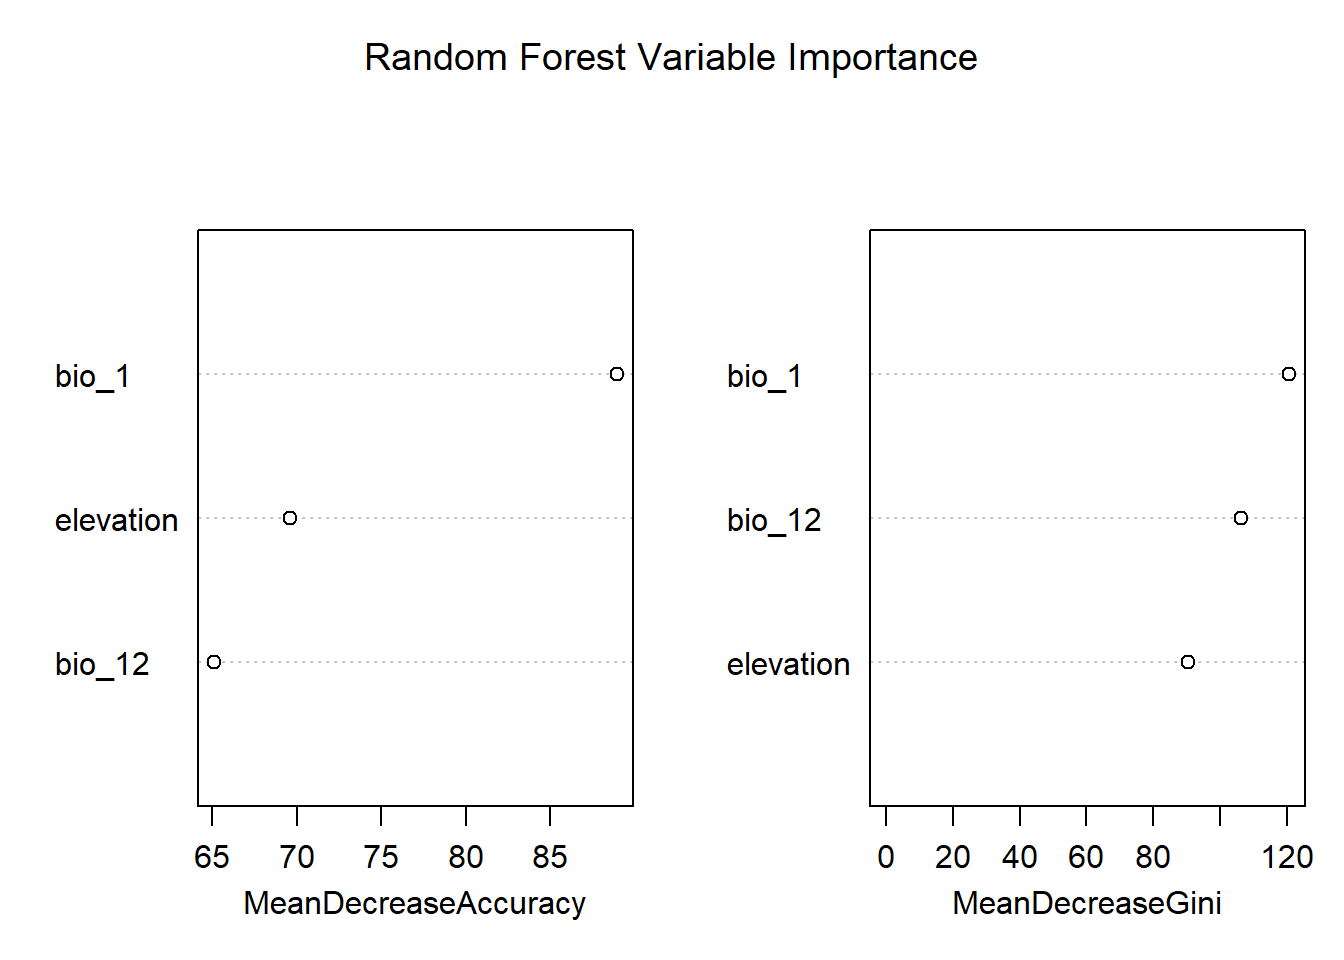 Random Forest Variable Importance
bio_1
elevation
bio_12
65 70 75 80 85
MeanDecreaseAccuracy
bio_1
bio_12
elevation
0 20 40 60 80 120
MeanDecreaseGini